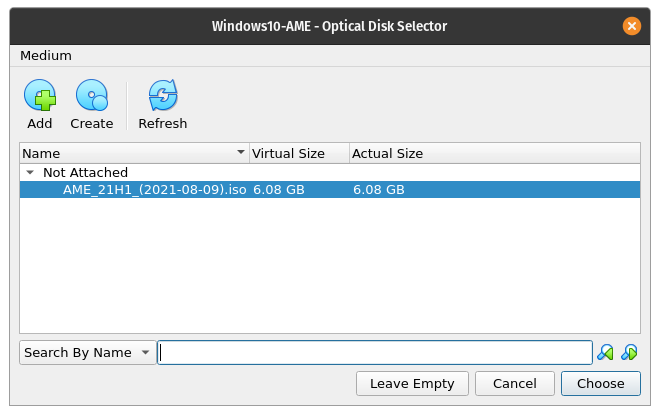 Windows10-AME - Optical Disk Selector
Medium
Add Create Refresh
Name Virtual Size Actual Size
Not Attached
AME_21H1_(2021-08-09).iso 6.08 GB 6.08 GB
Search By Name
Leave Empty Cancel Choose